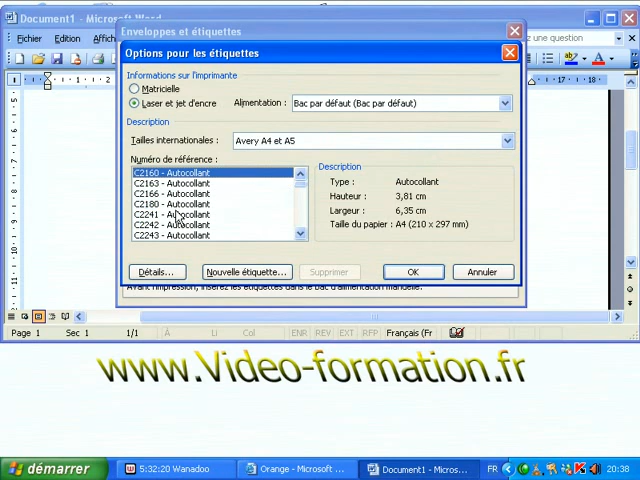 Document1 - Microsoft Word
Enveloppes et étiquettes
Fichier Edition Affich une question
Options pour les étiquettes
Informations sur l'imprimante
Matricielle
Laser et jet d'encre Alimentation : Bac par défaut (Bac par défaut)
Description
Tailles internationales : Avery A4 et A5
Numéro de référence :
C2160 - Autocollant
C2163 - Autocollant
C2166 - Autocollant
C2180 - Autocollant
C2241 - Autocollant
C2242 - Autocollant
C2243 - Autocollant
Description
Type : Autocollant
Hauteur : 3,81 cm
Largeur : 6,35 cm
Taille du papier : A4 (210 x 297 mm)
Détails... Nouvelle étiquette... Supprimer OK Annuler
Avant l'impression, insérez les étiquettes dans le bac d'alimentation manuelle.
Page 1 Sec 1 1/1 À Li Col ENR REV EXT RFP Français (Fr
www.Video-formation.fr
démarrer 5:32:20 Wanadoo Orange - Microsoft ... Document1 - Micros... FR 20:38